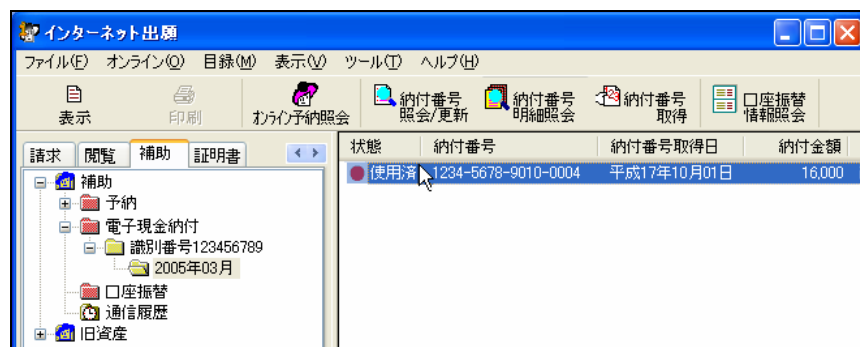 インターネット出願
ファイル(F) オンライン(O) 目録(M) 表示(V) ツール(T) ヘルプ(H)
表示
印刷
オンライン予納照会
納付番号
照会/更新
納付番号
明細照会
納付番号
取得
口座振替
情報照会
請求 閲覧 補助 証明書
補助
予納
電子現金納付
識別番号123456789
2005年03月
口座振替
通信履歴
旧資産
状態 納付番号 納付番号取得日 納付金額
使用済 1234-5678-9010-0004 平成17年10月01日 16,000